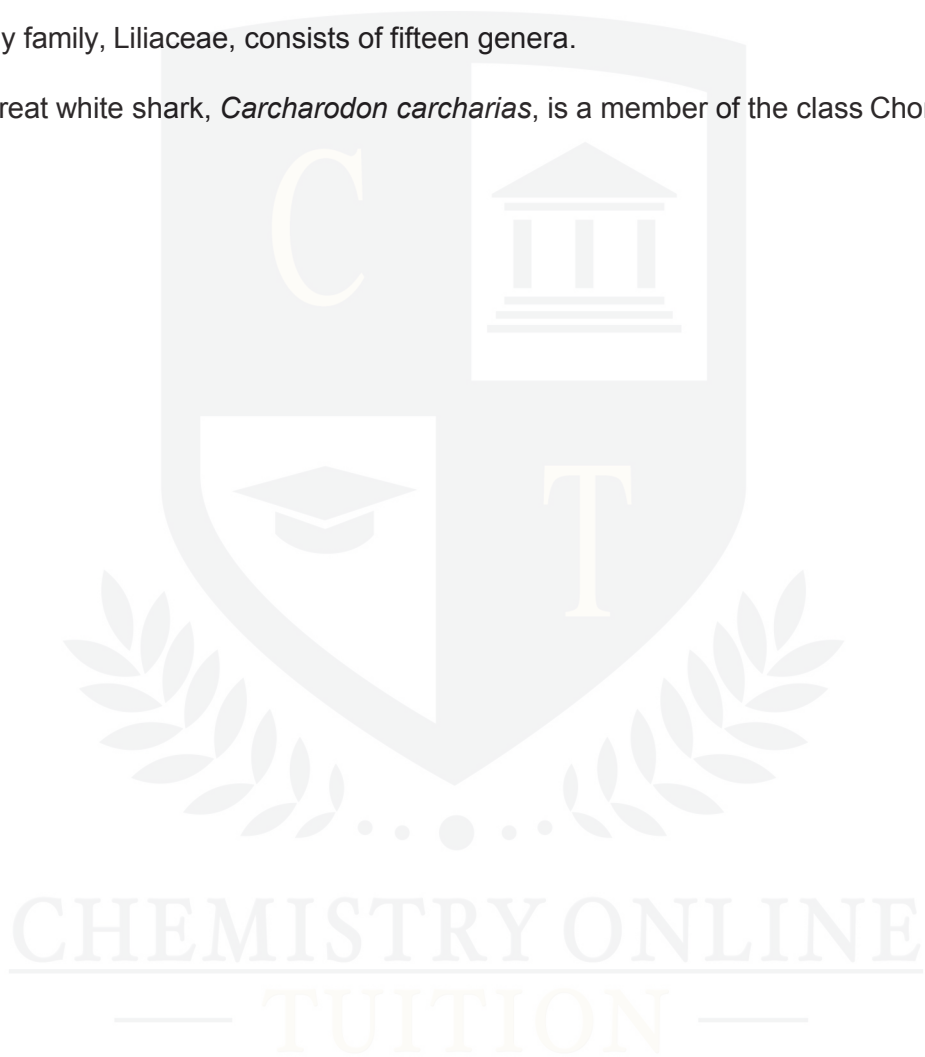 y family, Liliaceae, consists of fifteen genera.
reat white shark, Carcharodon carcharias, is a member of the class Chon
C
T
CHEMISTRY ONLINE
— TUITION —